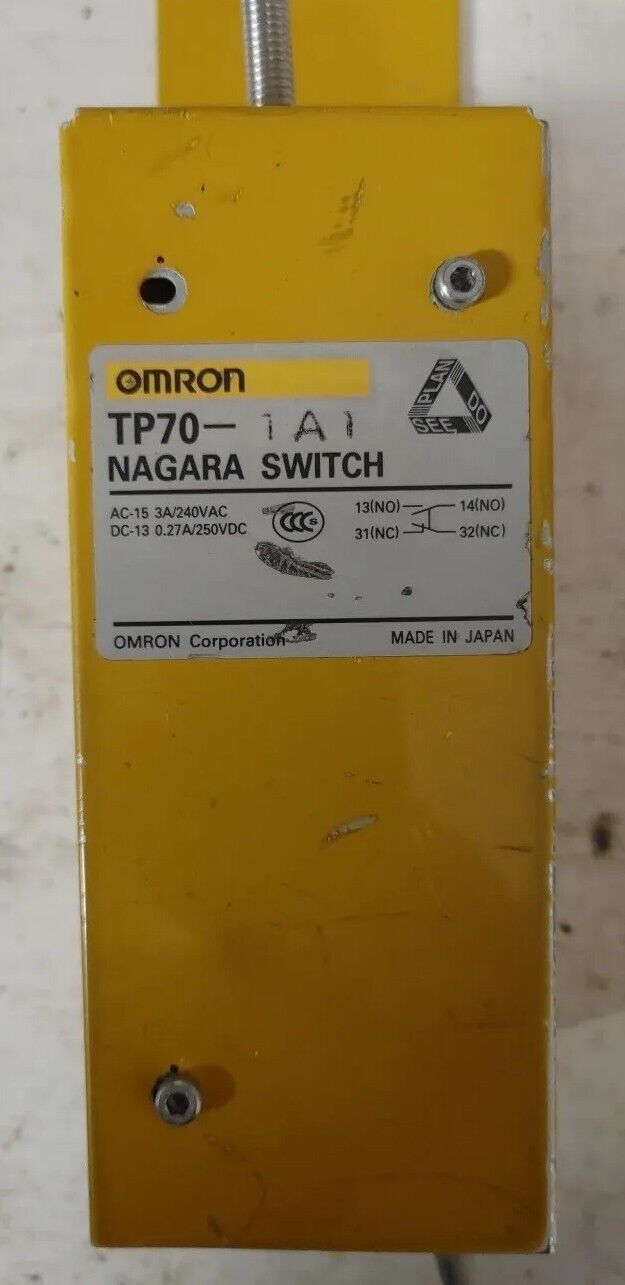 OMRON
PLAN
DO
SEE
TP70- 1A1
NAGARA SWITCH
AC-15 3A/240VAC
DC-13 0.27A/250VDC
CCC S
13(NO) 14(NO)
31(NC) 32(NC)
OMRON Corporation
MADE IN JAPAN